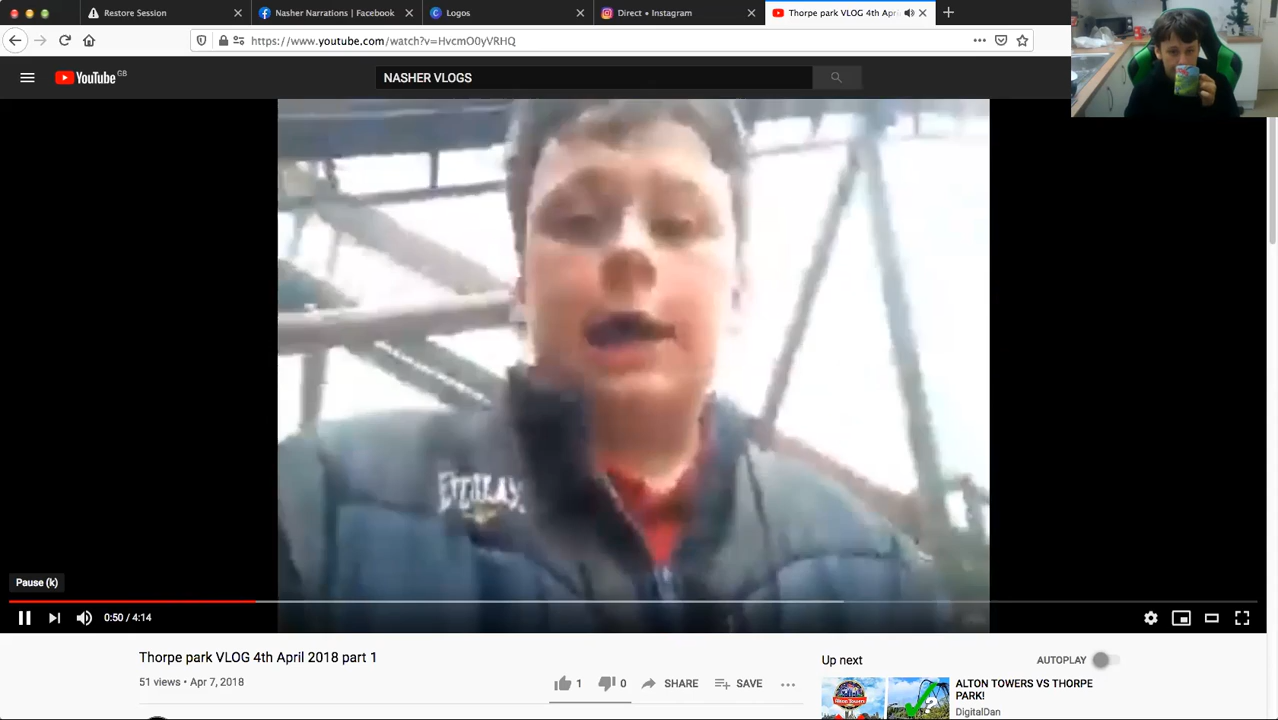 Restore Session
Nasher Narrations | Facebook
Logos
Direct • Instagram
Thorpe park VLOG 4th April
https://www.youtube.com/watch?v=HvcmO0yVRHQ
YouTube GB
NASHER VLOGS
EVERLAST
Pause (k)
0:50 / 4:14
Thorpe park VLOG 4th April 2018 part 1
51 views • Apr 7, 2018
1
0
SHARE
SAVE
Up next
AUTOPLAY
ALTON TOWERS VS THORPE
PARK!
DigitalDan